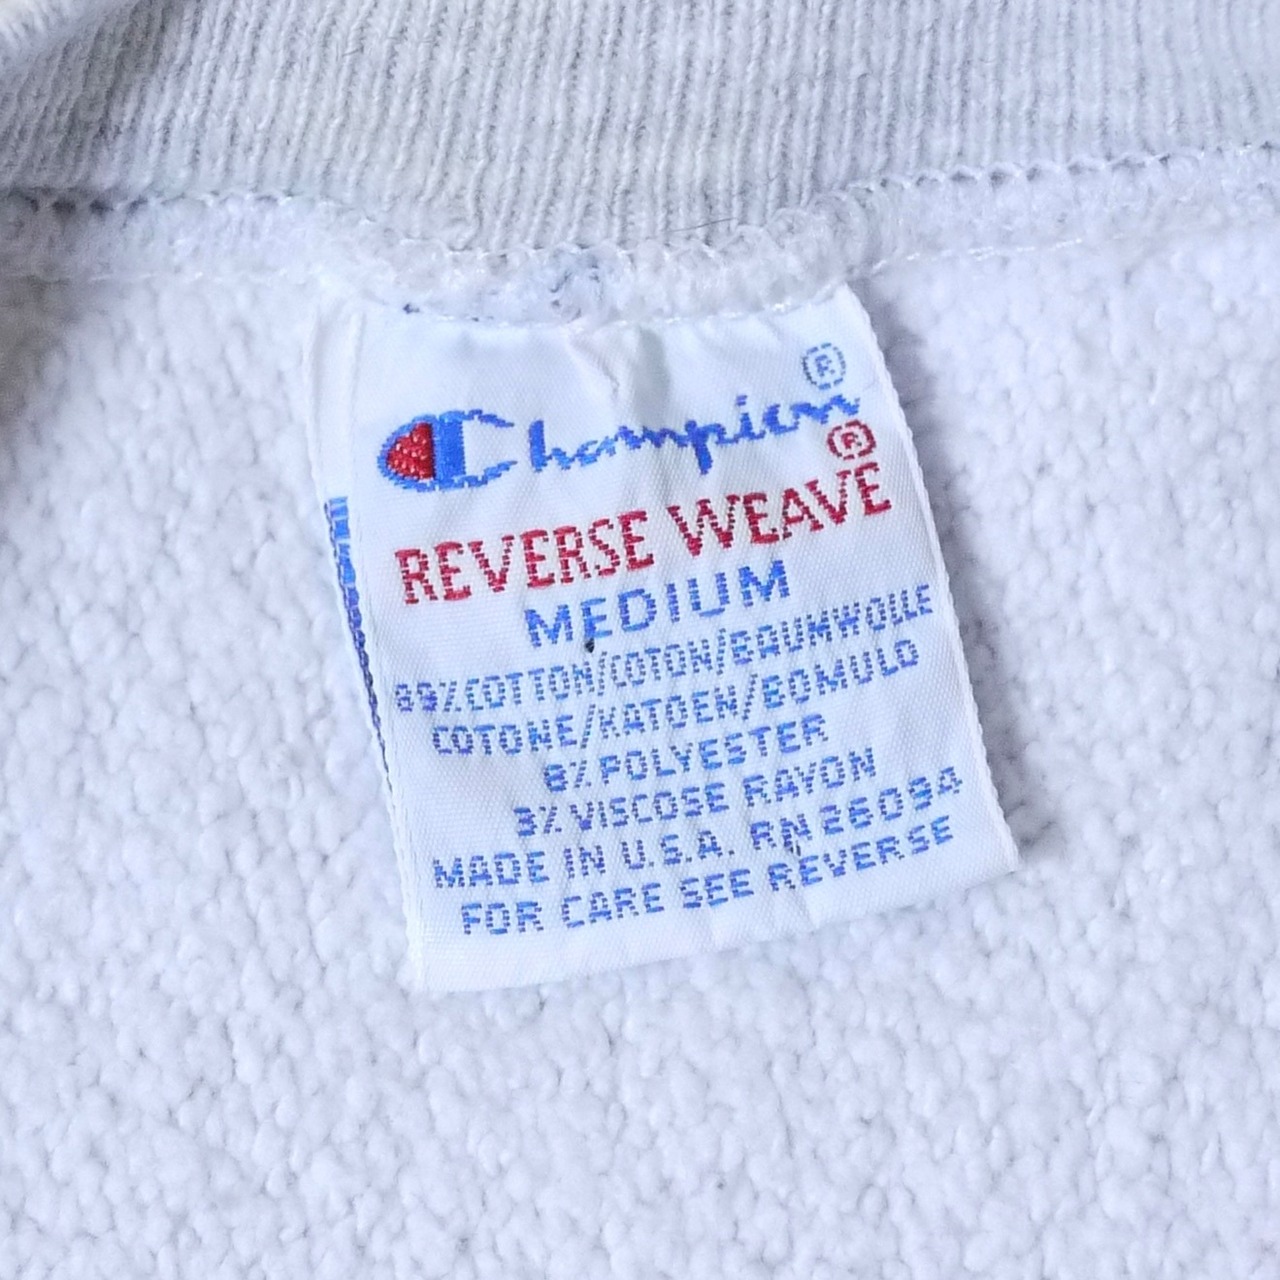 Champion®
REVERSE WEAVE®
MEDIUM
89%COTTON/COTON/BAUMWOLLE
COTONE/KATOEN/BOMULD
8% POLYESTER
3% VISCOSE RAYON
MADE IN U.S.A. RN 26094
FOR CARE SEE REVERSE